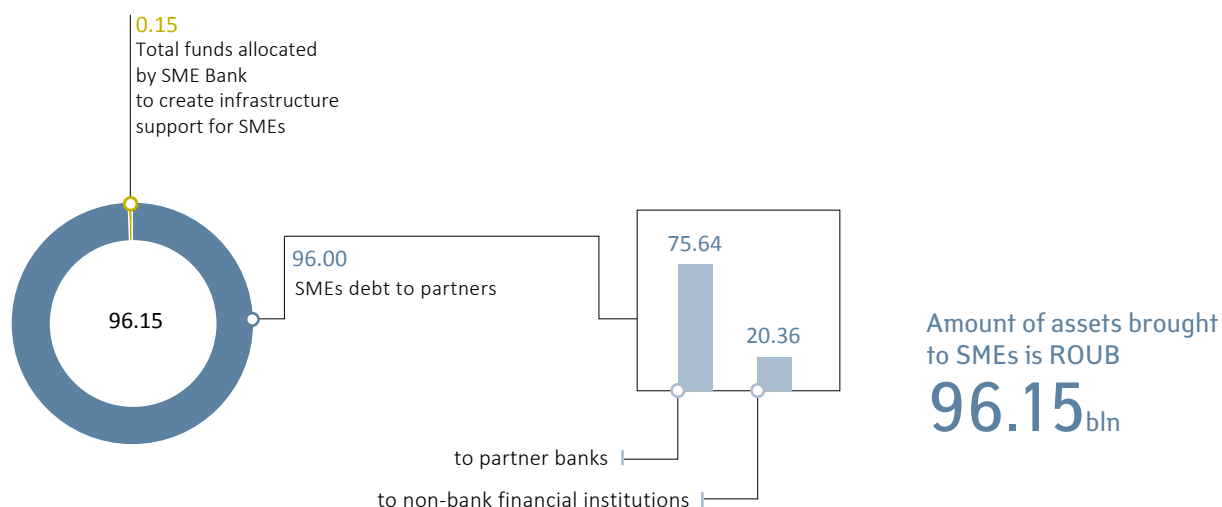 0.15
Total funds allocated
by SME Bank
to create infrastructure
support for SMEs
96.15
96.00
SMEs debt to partners
75.64
20.36
to partner banks
to non-bank financial institutions
Amount of assets brought
to SMEs is ROUB
96.15 bln